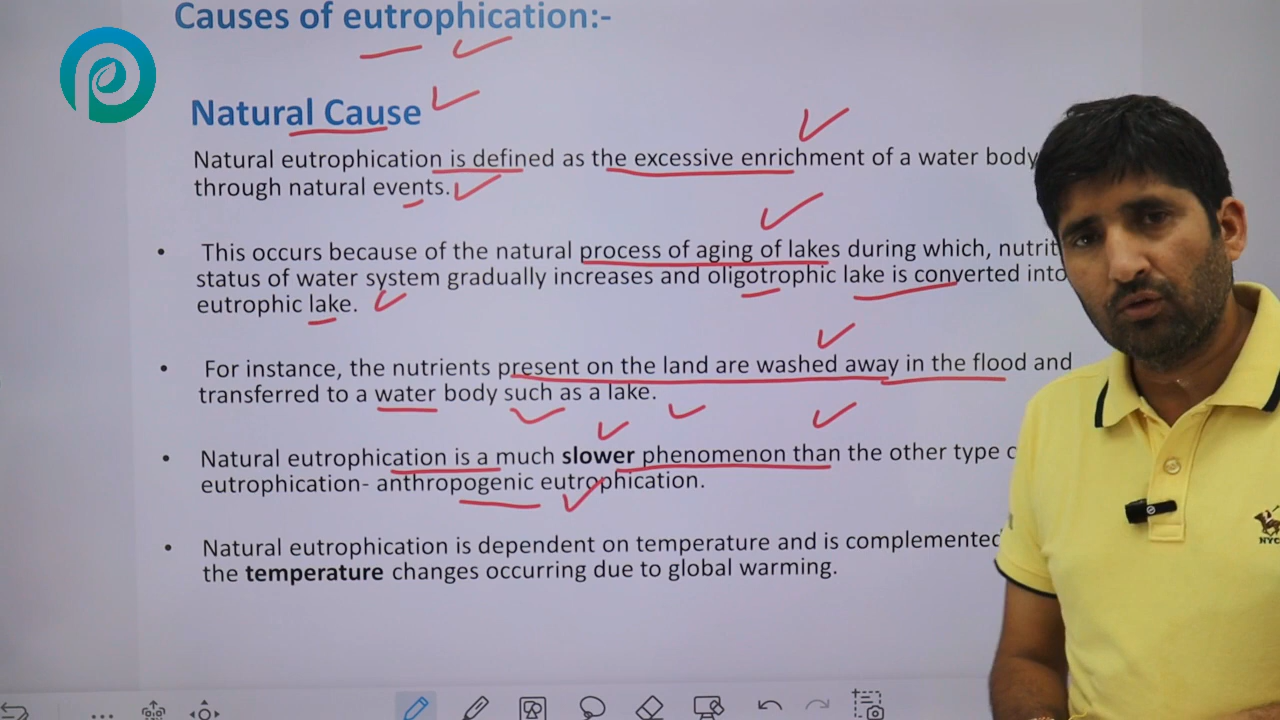 Causes of eutrophication:-
Natural Cause
Natural eutrophication is defined as the excessive enrichment of a water body
through natural events.
• This occurs because of the natural process of aging of lakes during which, nutrit
status of water system gradually increases and oligotrophic lake is converted into
eutrophic lake.
• For instance, the nutrients present on the land are washed away in the flood and
transferred to a water body such as a lake.
• Natural eutrophication is a much slower phenomenon than the other type
eutrophication- anthropogenic eutrophication.
• Natural eutrophication is dependent on temperature and is complemented
the temperature changes occurring due to global warming.
NYC